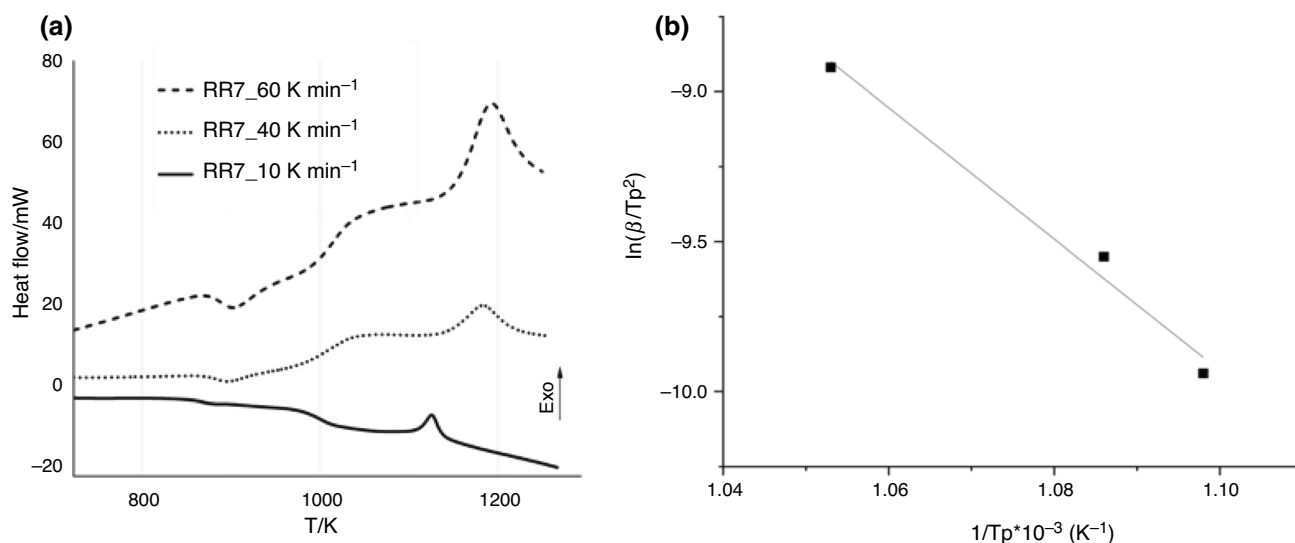 (a)
80
60
40
20
0
−20
Heat flow/mW
RR7_60 K min⁻¹
RR7_40 K min⁻¹
RR7_10 K min⁻¹
Exo
800
1000
1200
T/K
(b)
−9.0
−9.5
−10.0
ln(β/Tp²)
1.04
1.06
1.08
1.10
1/Tp*10⁻³ (K⁻¹)